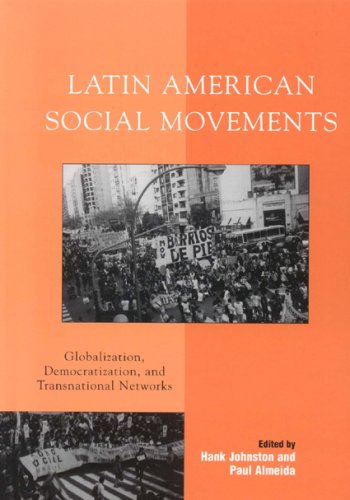 LATIN AMERICAN
SOCIAL MOVEMENTS
MOV
BARRIOS
DE PIE
Globalization,
Democratization, and
Transnational Networks
Edited by
Hank Johnston and
Paul Almeida